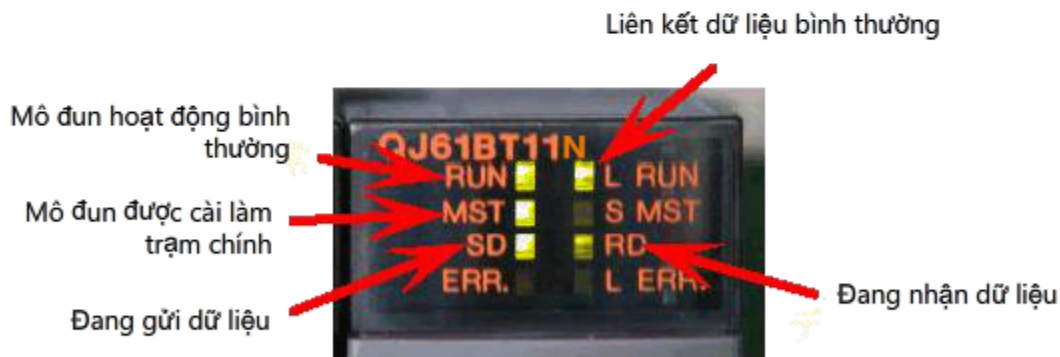 Liên kết dữ liệu bình thường
Mô đun hoạt động bình
thường
Mô đun được cài làm
trạm chính
Đang gửi dữ liệu
QJ61BT11N
RUN L RUN
MST S MST
SD RD
ERR. L ERR.
Đang nhận dữ liệu